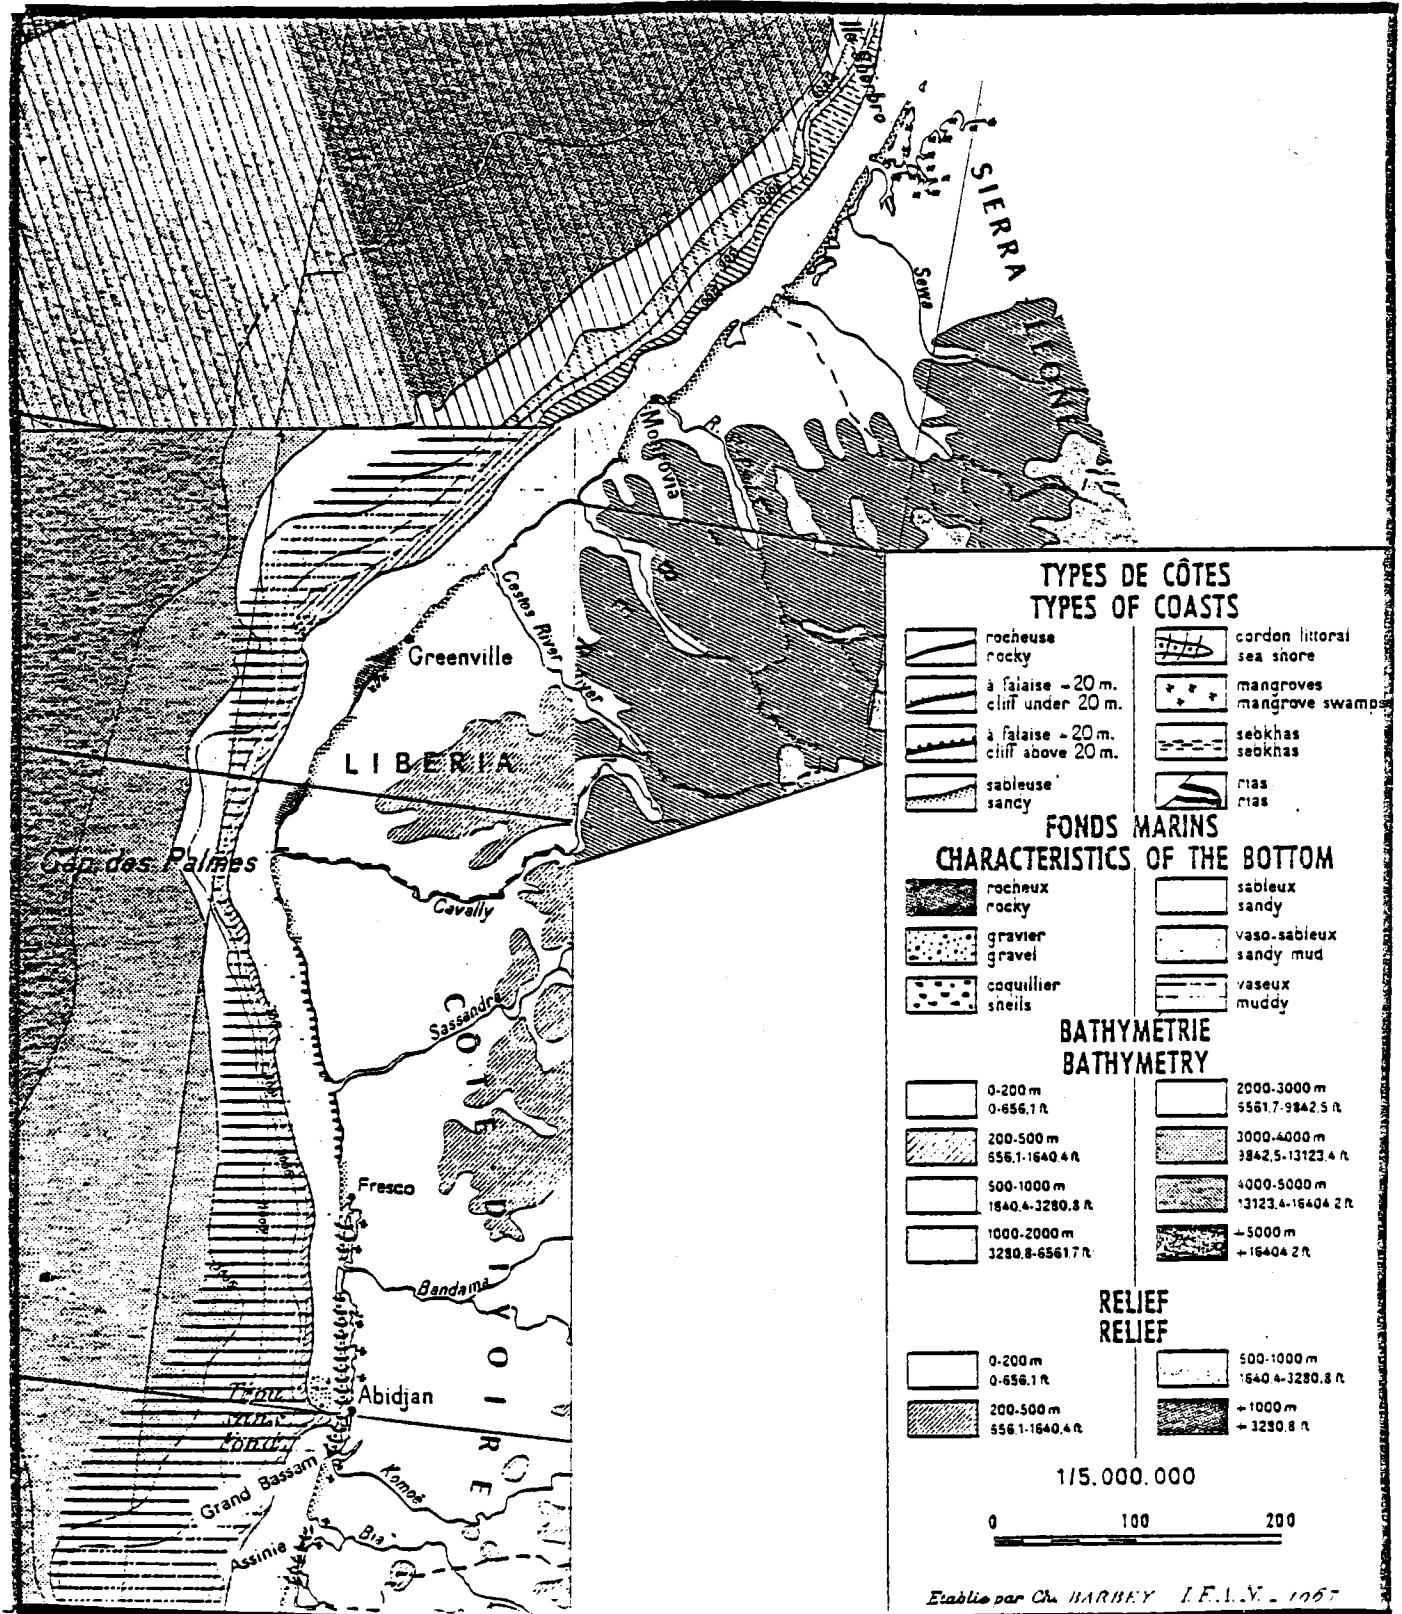 Ile Sherbro
SIERRA
LEONE
Sewa
Monrovia
R.
Cestos River
River
Greenville
LIBERIA
Cap des Palmes
Cavally
Sassandra
CÔTE D'IVOIRE
Fresco
Bandama
Abidjan
Trou
sans
fond
Grand Bassam
Komoé
Assinie
Bia
TYPES DE CÔTES
TYPES OF COASTS
rocheuse
rocky
à falaise - 20 m.
cliff under 20 m.
à falaise + 20 m.
cliff above 20 m.
sableuse
sandy
cordon littoral
sea shore
mangroves
mangrove swamps
sebkhas
sebkhas
rias
rias
FONDS MARINS
CHARACTERISTICS OF THE BOTTOM
rocheux
rocky
gravier
gravel
coquillier
shells
sableux
sandy
vaso-sableux
sandy mud
vaseux
muddy
BATHYMETRIE
BATHYMETRY
0-200 m
0-656.1 ft
200-500 m
656.1-1640.4 ft
500-1000 m
1640.4-3280.8 ft
1000-2000 m
3280.8-6561.7 ft
2000-3000 m
6561.7-9842.5 ft
3000-4000 m
9842.5-13123.4 ft
4000-5000 m
13123.4-16404.2 ft
+5000 m
+16404.2 ft
RELIEF
RELIEF
0-200 m
0-656.1 ft
200-500 m
656.1-1640.4 ft
500-1000 m
1640.4-3280.8 ft
+1000 m
+3280.8 ft
1/5.000.000
0 100 200
Etablie par Ch. BARBEY I.F.A.N. - 1967